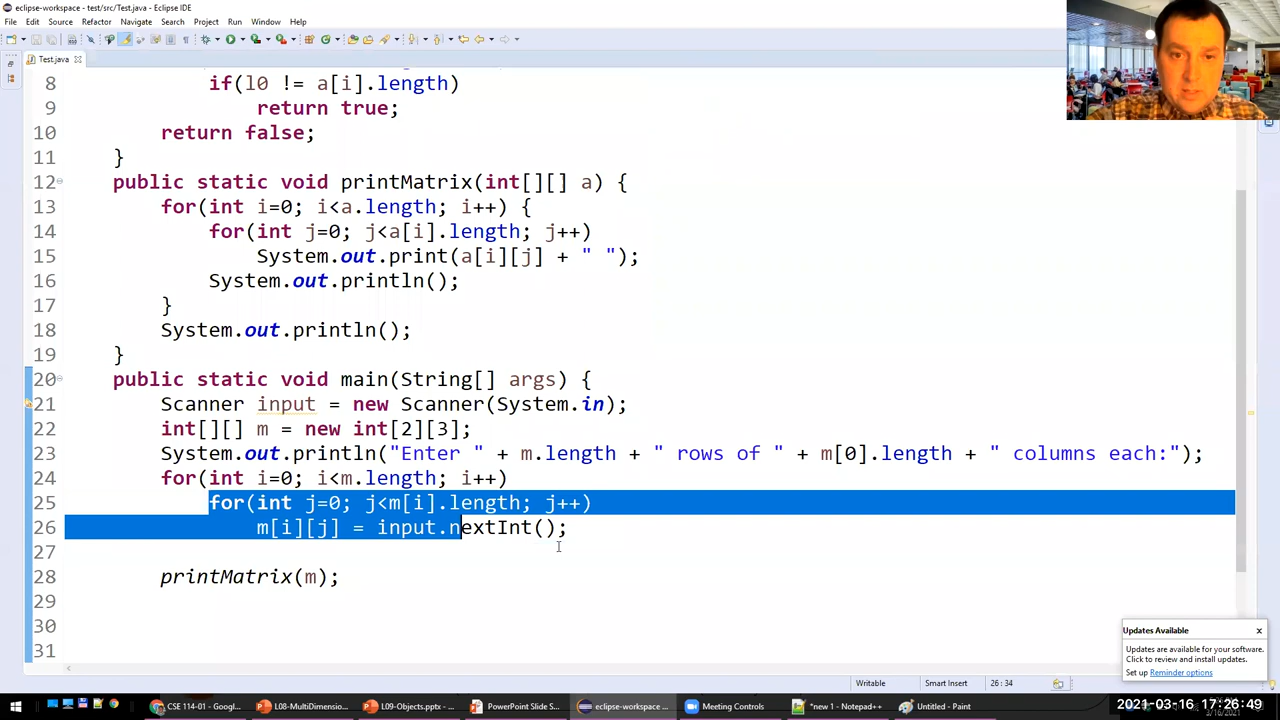 eclipse-workspace - test/src/Test.java - Eclipse IDE
File Edit Source Refactor Navigate Search Project Run Window Help
Test.java
8 if(l0 != a[i].length)
9 return true;
10 return false;
11 }
12 public static void printMatrix(int[][] a) {
13 for(int i=0; i<a.length; i++) {
14 for(int j=0; j<a[i].length; j++)
15 System.out.print(a[i][j] + " ");
16 System.out.println();
17 }
18 System.out.println();
19 }
20 public static void main(String[] args) {
21 Scanner input = new Scanner(System.in);
22 int[][] m = new int[2][3];
23 System.out.println("Enter " + m.length + " rows of " + m[0].length + " columns each:");
24 for(int i=0; i<m.length; i++)
25 for(int j=0; j<m[i].length; j++)
26 m[i][j] = input.nextInt();
27
28 printMatrix(m);
29
30
31
Updates Available x
Updates are available for your software.
Click to review and install updates.
Set up Reminder options
Writable Smart Insert 26 : 34
CSE 114-01 - Googl... L08-MultiDimensio... L09-Objects.pptx - ... PowerPoint Slide S... eclipse-workspace ... Meeting Controls *new 1 - Notepad++ Untitled - Paint
2021-03-16 17:26:49